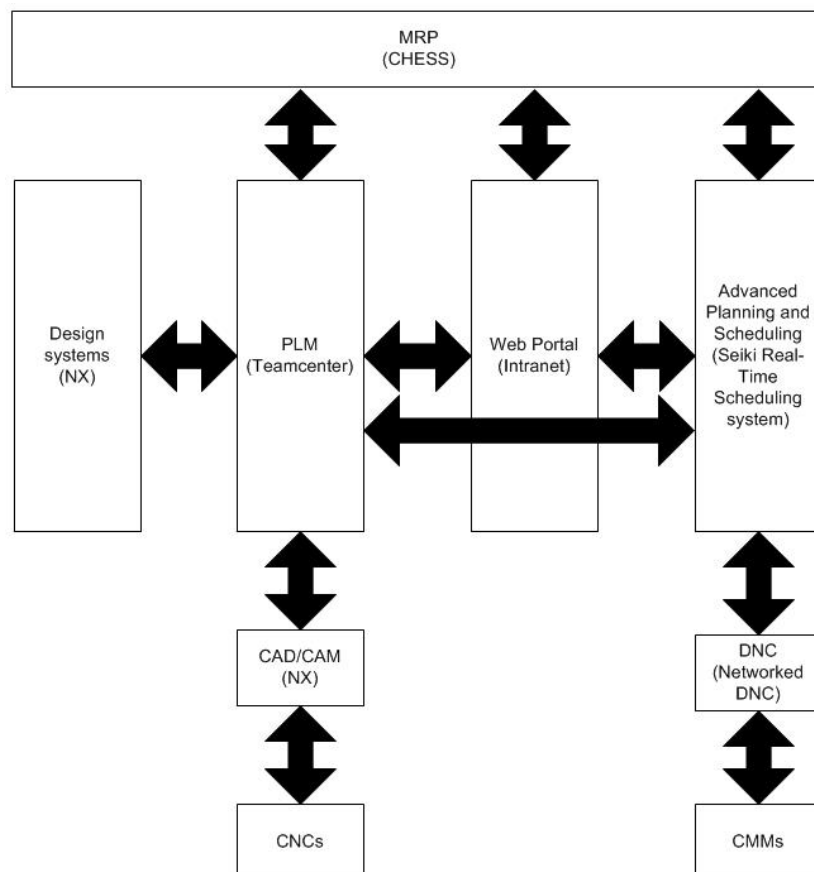 MRP
(CHESS)
Design
systems
(NX)
PLM
(Teamcenter)
Web Portal
(Intranet)
Advanced
Planning and
Scheduling
(Seiki Real-
Time
Scheduling
system)
CAD/CAM
(NX)
DNC
(Networked
DNC)
CNCs
CMMs